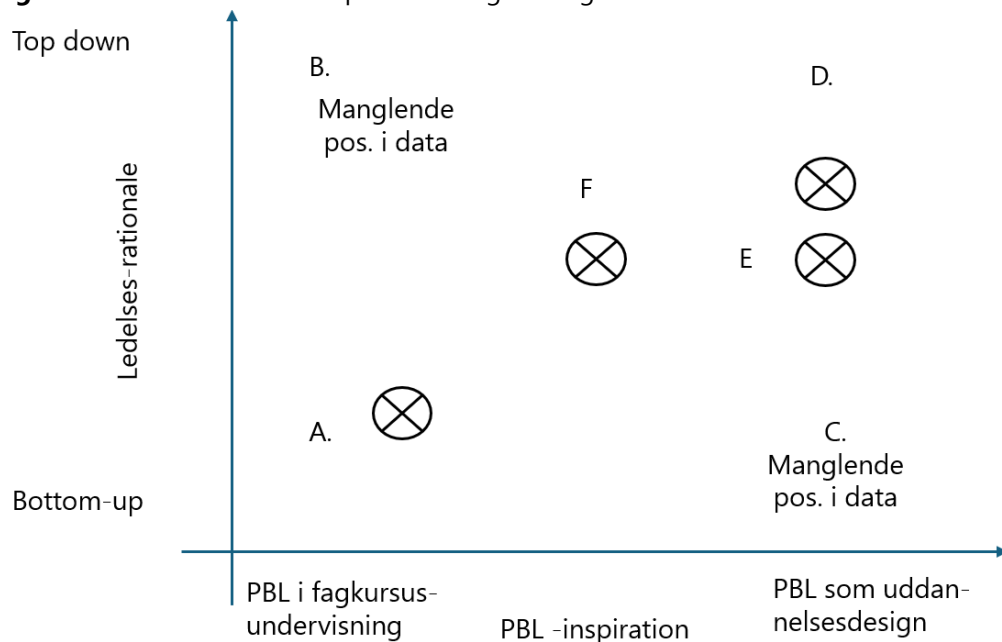 Top down
B.
D.
Manglende
pos. i data
F
E
Ledelses-rationale
A.
C.
Manglende
pos. i data
Bottom-up
PBL i fagkursus-
undervisning
PBL -inspiration
PBL som uddan-
nelsesdesign